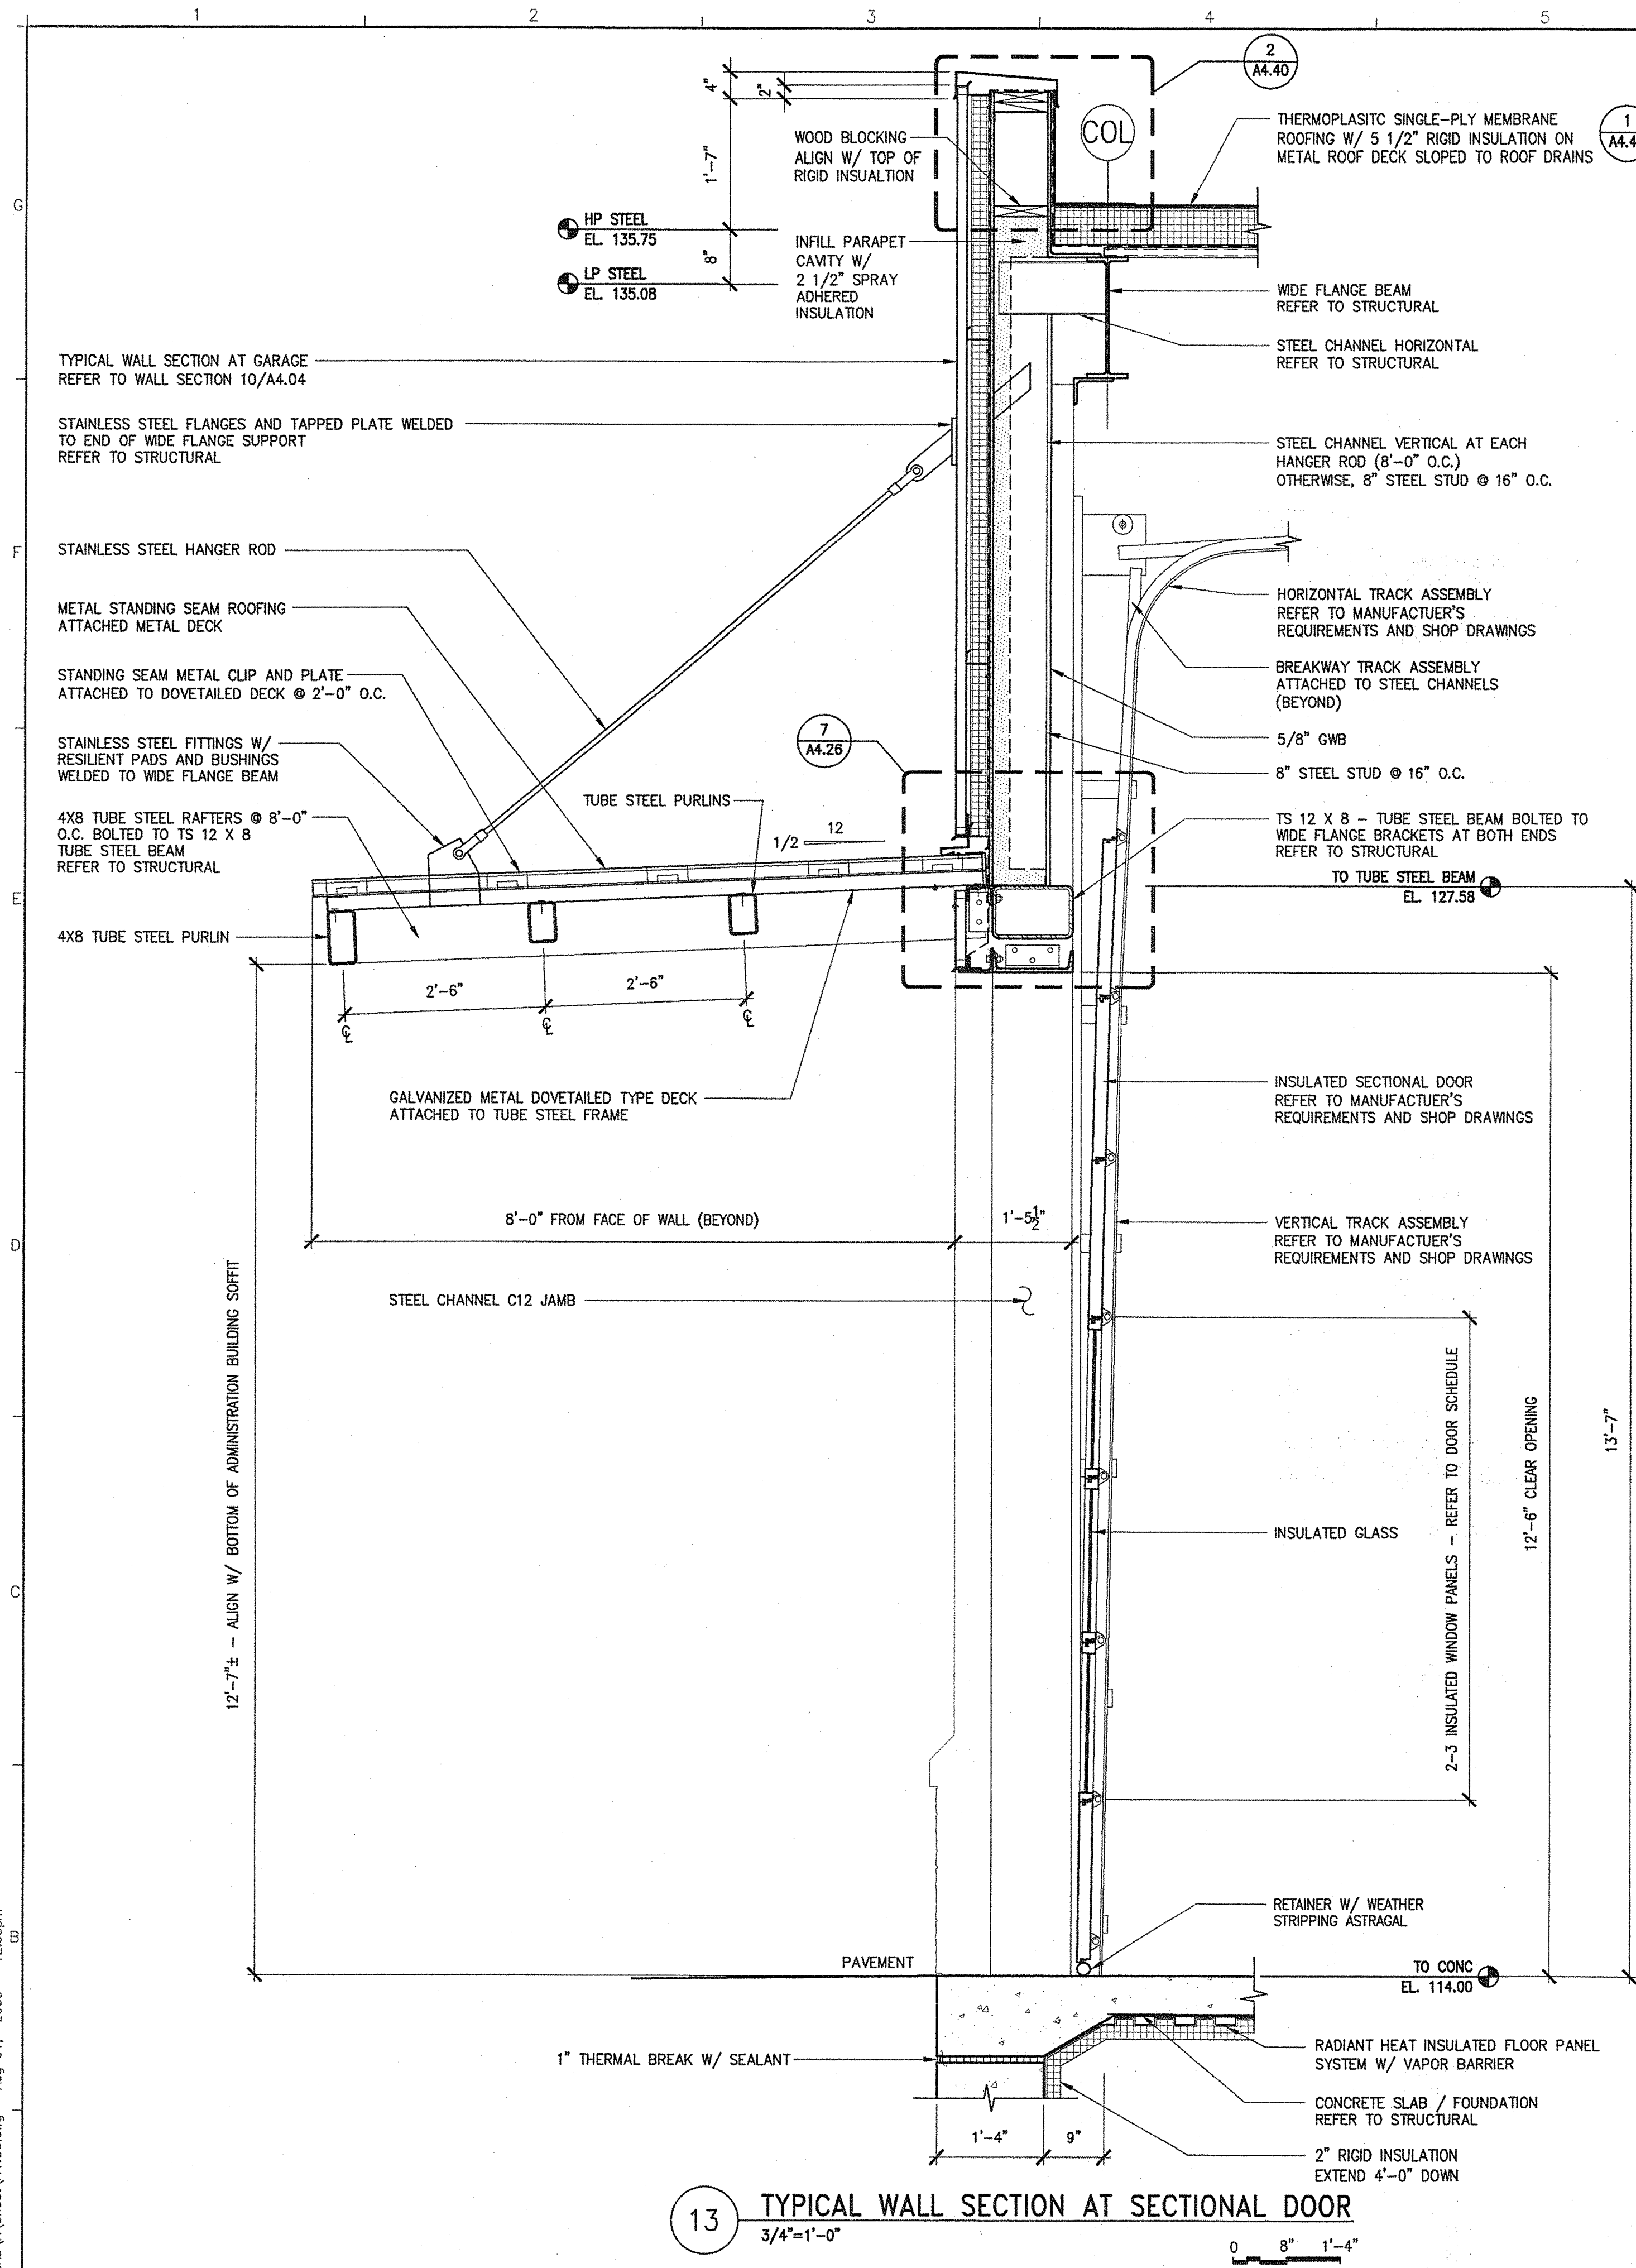 1 2 3 4 5
G
F
E
D
C
B
2
A4.40
4"
2"
1'-7"
8"
COL
WOOD BLOCKING
ALIGN W/ TOP OF
RIGID INSUALTION
THERMOPLASITC SINGLE-PLY MEMBRANE
ROOFING W/ 5 1/2" RIGID INSULATION ON
METAL ROOF DECK SLOPED TO ROOF DRAINS
1
HP STEEL
EL. 135.75
LP STEEL
EL. 135.08
INFILL PARAPET
CAVITY W/
2 1/2" SPRAY
ADHERED
INSULATION
WIDE FLANGE BEAM
REFER TO STRUCTURAL
STEEL CHANNEL HORIZONTAL
REFER TO STRUCTURAL
TYPICAL WALL SECTION AT GARAGE
REFER TO WALL SECTION 10/A4.04
STAINLESS STEEL FLANGES AND TAPPED PLATE WELDED
TO END OF WIDE FLANGE SUPPORT
REFER TO STRUCTURAL
STEEL CHANNEL VERTICAL AT EACH
HANGER ROD (8'-0" O.C.)
OTHERWISE, 8" STEEL STUD @ 16" O.C.
STAINLESS STEEL HANGER ROD
METAL STANDING SEAM ROOFING
ATTACHED METAL DECK
HORIZONTAL TRACK ASSEMBLY
REFER TO MANUFACTUER'S
REQUIREMENTS AND SHOP DRAWINGS
STANDING SEAM METAL CLIP AND PLATE
ATTACHED TO DOVETAILED DECK @ 2'-0" O.C.
BREAKWAY TRACK ASSEMBLY
ATTACHED TO STEEL CHANNELS
(BEYOND)
7
A4.26
STAINLESS STEEL FITTINGS W/
RESILIENT PADS AND BUSHINGS
WELDED TO WIDE FLANGE BEAM
5/8" GWB
8" STEEL STUD @ 16" O.C.
TUBE STEEL PURLINS
4X8 TUBE STEEL RAFTERS @ 8'-0"
O.C. BOLTED TO TS 12 X 8
TUBE STEEL BEAM
REFER TO STRUCTURAL
12
1/2
TS 12 X 8 - TUBE STEEL BEAM BOLTED TO
WIDE FLANGE BRACKETS AT BOTH ENDS
REFER TO STRUCTURAL
TO TUBE STEEL BEAM
EL. 127.58
4X8 TUBE STEEL PURLIN
2'-6"
2'-6"
℄
℄
℄
GALVANIZED METAL DOVETAILED TYPE DECK
ATTACHED TO TUBE STEEL FRAME
INSULATED SECTIONAL DOOR
REFER TO MANUFACTUER'S
REQUIREMENTS AND SHOP DRAWINGS
8'-0" FROM FACE OF WALL (BEYOND)
1'-5 1/2"
VERTICAL TRACK ASSEMBLY
REFER TO MANUFACTUER'S
REQUIREMENTS AND SHOP DRAWINGS
STEEL CHANNEL C12 JAMB
12'-7"± - ALIGN W/ BOTTOM OF ADMINISTRATION BUILDING SOFFIT
2-3 INSULATED WINDOW PANELS - REFER TO DOOR SCHEDULE
12'-6" CLEAR OPENING
13'-7"
INSULATED GLASS
RETAINER W/ WEATHER
STRIPPING ASTRAGAL
PAVEMENT
TO CONC
EL. 114.00
1" THERMAL BREAK W/ SEALANT
RADIANT HEAT INSULATED FLOOR PANEL
SYSTEM W/ VAPOR BARRIER
CONCRETE SLAB / FOUNDATION
REFER TO STRUCTURAL
1'-4"
9"
2" RIGID INSULATION
EXTEND 4'-0" DOWN
13
TYPICAL WALL SECTION AT SECTIONAL DOOR
3/4"=1'-0"
0 8" 1'-4"